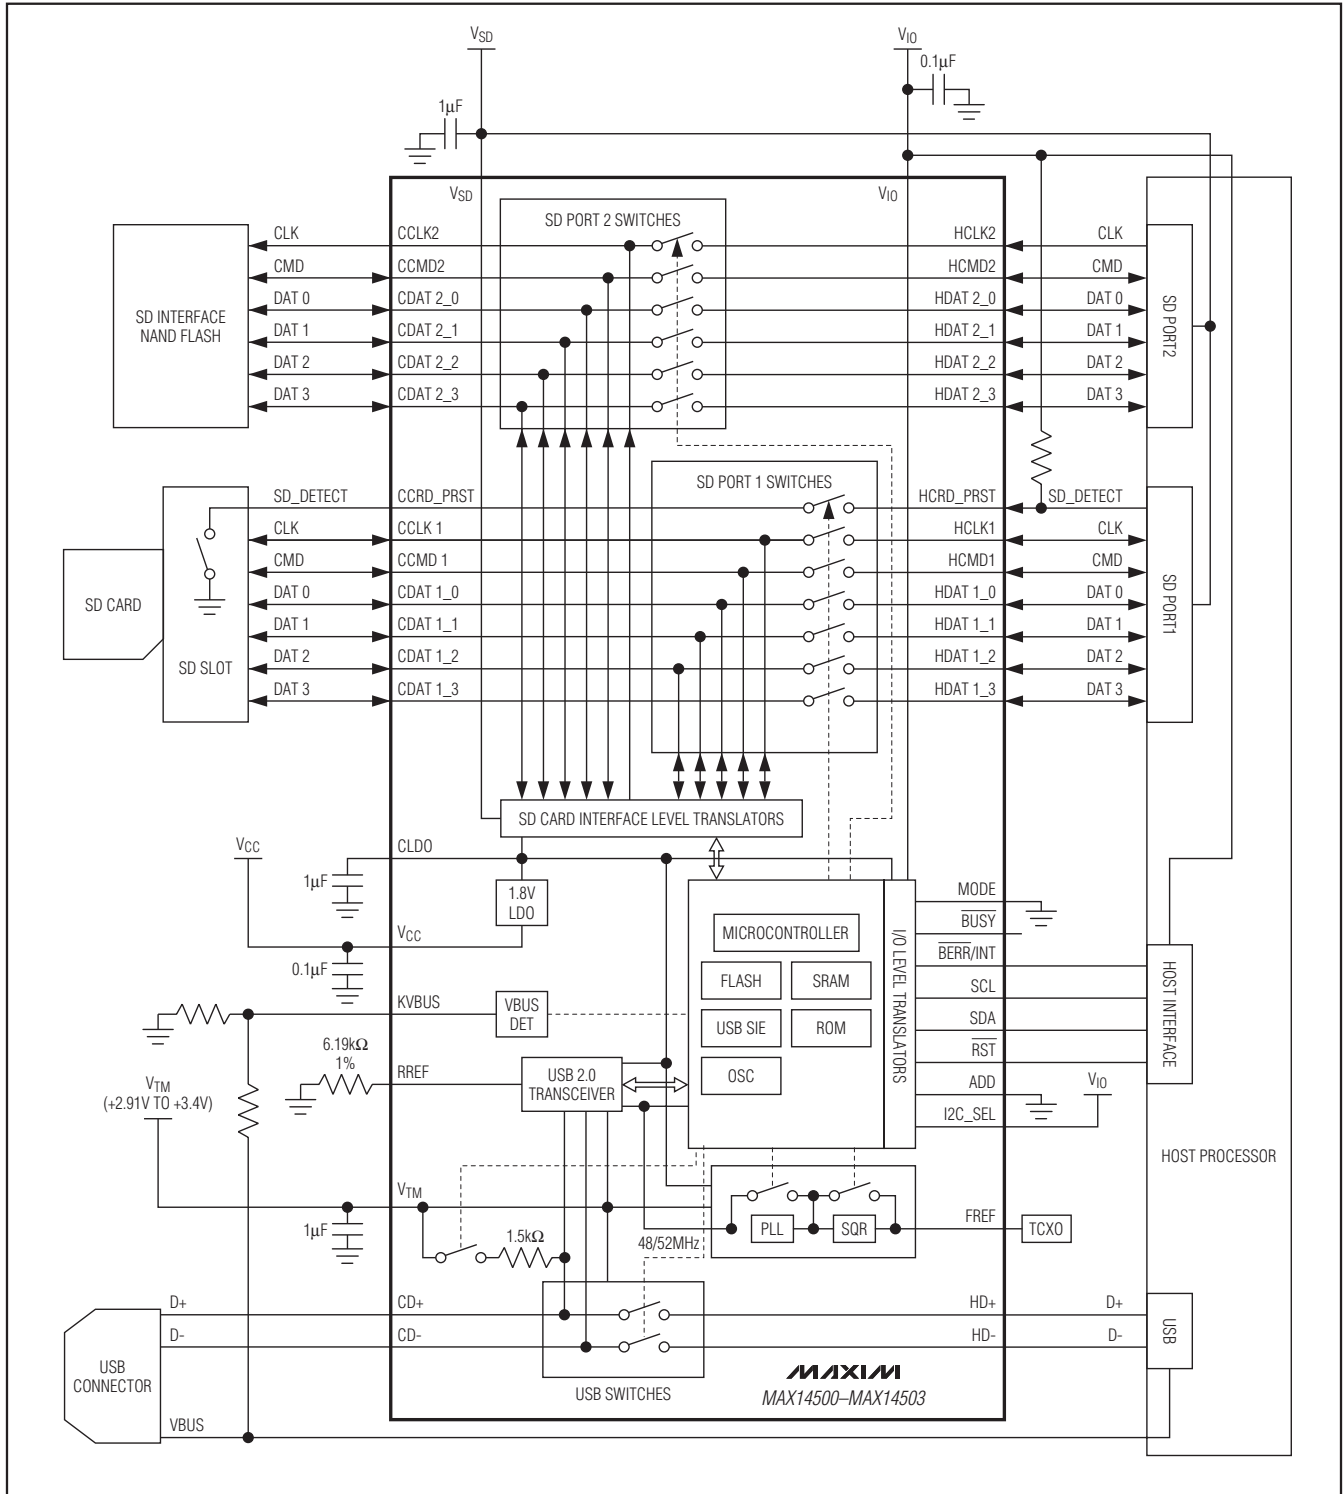 VSD
VIO
0.1µF
1µF
VSD
VIO
SD PORT 2 SWITCHES
CLK
CCLK2
HCLK2
CLK
CMD
CCMD2
HCMD2
CMD
DAT 0
CDAT 2_0
HDAT 2_0
DAT 0
SD INTERFACE
NAND FLASH
DAT 1
CDAT 2_1
HDAT 2_1
DAT 1
SD PORT2
DAT 2
CDAT 2_2
HDAT 2_2
DAT 2
DAT 3
CDAT 2_3
HDAT 2_3
DAT 3
SD PORT 1 SWITCHES
SD_DETECT
CCRD_PRST
HCRD_PRST
SD_DETECT
CLK
CCLK 1
HCLK1
CLK
CMD
CCMD 1
HCMD1
CMD
SD CARD
DAT 0
CDAT 1_0
HDAT 1_0
DAT 0
SD PORT1
DAT 1
CDAT 1_1
HDAT 1_1
DAT 1
SD SLOT
DAT 2
CDAT 1_2
HDAT 1_2
DAT 2
DAT 3
CDAT 1_3
HDAT 1_3
DAT 3
SD CARD INTERFACE LEVEL TRANSLATORS
VCC
CLDO
1µF
1.8V
LDO
MODE
BUSY
VCC
MICROCONTROLLER
I/O LEVEL TRANSLATORS
BERR/INT
0.1µF
FLASH
SRAM
SCL
HOST INTERFACE
KVBUS
VBUS
DET
USB SIE
ROM
SDA
RST
6.19kΩ
1%
RREF
USB 2.0
TRANSCEIVER
OSC
ADD
VIO
VTM
(+2.91V TO +3.4V)
I2C_SEL
HOST PROCESSOR
VTM
1µF
1.5kΩ
48/52MHz
PLL
SQR
FREF
TCXO
D+
CD+
HD+
D+
D-
CD-
HD-
D-
USB
USB
CONNECTOR
USB SWITCHES
MAXIM
MAX14500–MAX14503
VBUS